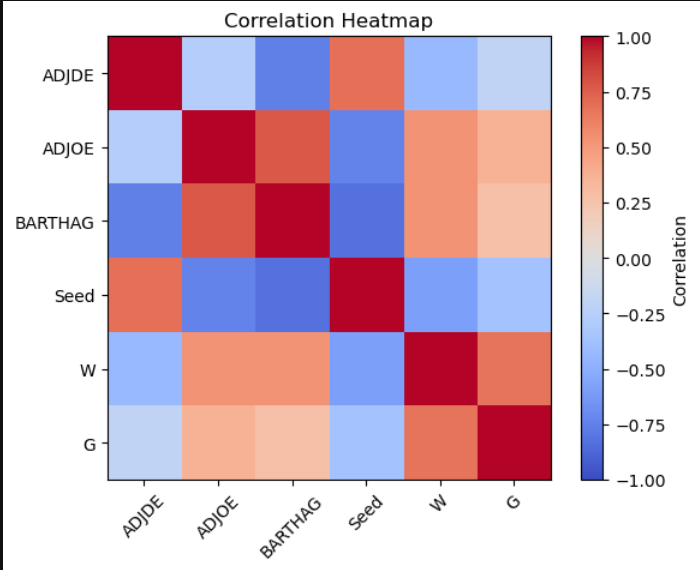 Correlation Heatmap
ADJDE
ADJOE
BARTHAG
Seed
W
G
ADJDE
ADJOE
BARTHAG
Seed
W
G
1.00
0.75
0.50
0.25
0.00
−0.25
−0.50
−0.75
−1.00
Correlation